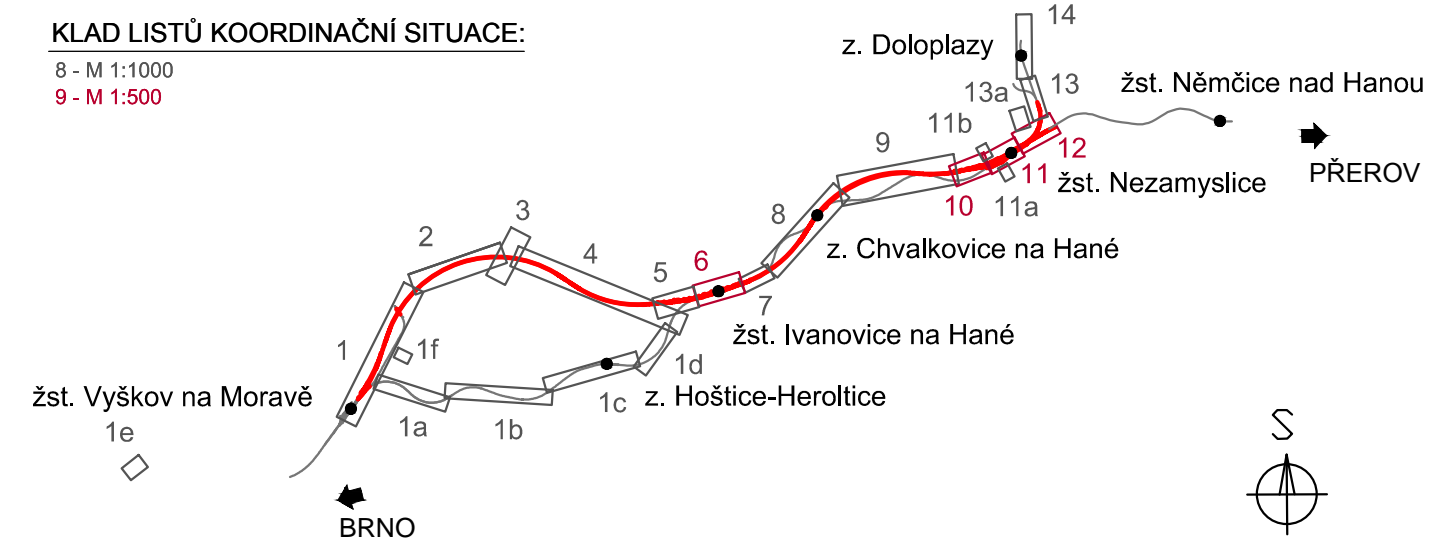 KLAD LISTŮ KOORDINAČNÍ SITUACE:
8 - M 1:1000
9 - M 1:500
14
z. Doloplazy
13
13a
žst. Němčice nad Hanou
11b
12
PŘEROV
9
11
žst. Nezamyslice
10
11a
8
z. Chvalkovice na Hané
3
2
4
5
6
7
žst. Ivanovice na Hané
1
1f
1d
žst. Vyškov na Moravě
1c
z. Hoštice-Heroltice
1a
1b
1e
S
BRNO